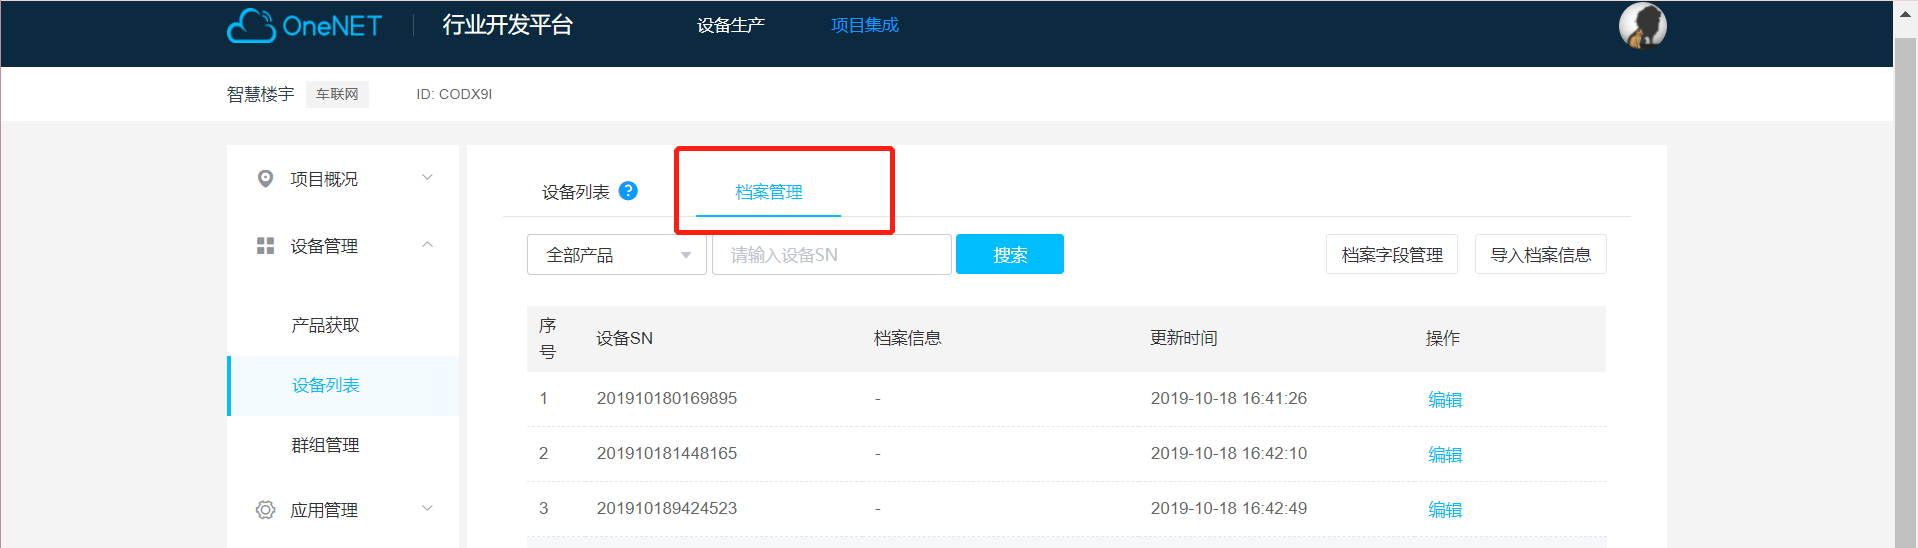 OneNET 行业开发平台 设备生产 项目集成
智慧楼宇 车联网 ID: CODX9I
项目概况
设备管理
产品获取
设备列表
群组管理
应用管理
设备列表 ? 档案管理
全部产品 请输入设备SN 搜索 档案字段管理 导入档案信息
序号 设备SN 档案信息 更新时间 操作
1 201910180169895 - 2019-10-18 16:41:26 编辑
2 201910181448165 - 2019-10-18 16:42:10 编辑
3 201910189424523 - 2019-10-18 16:42:49 编辑